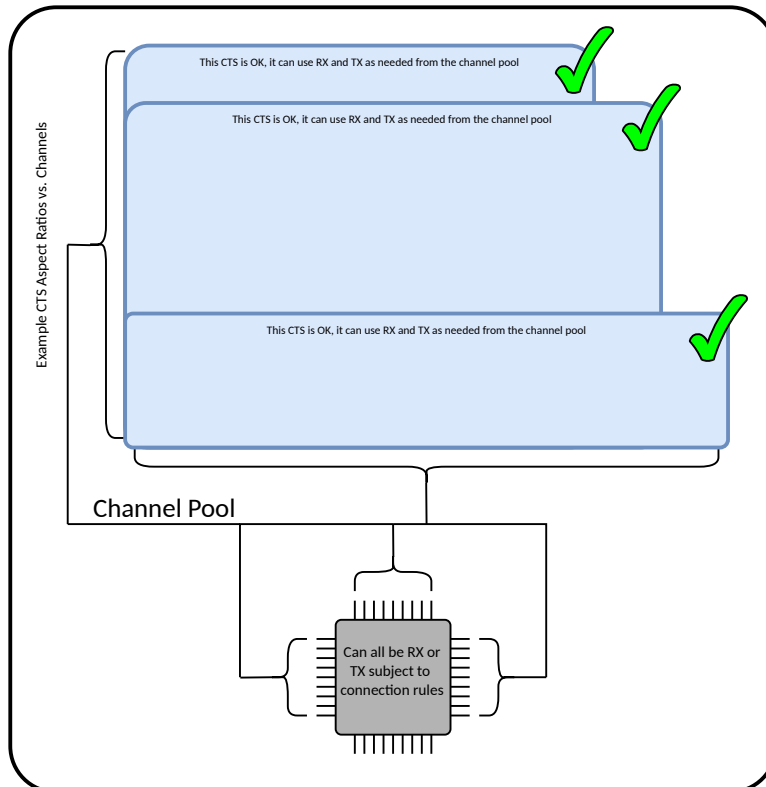 This CTS is OK, it can use RX and TX as needed from the channel pool
This CTS is OK, it can use RX and TX as needed from the channel pool
Example CTS Aspect Ratios vs. Channels
This CTS is OK, it can use RX and TX as needed from the channel pool
Channel Pool
Can all be RX or
TX subject to
connection rules